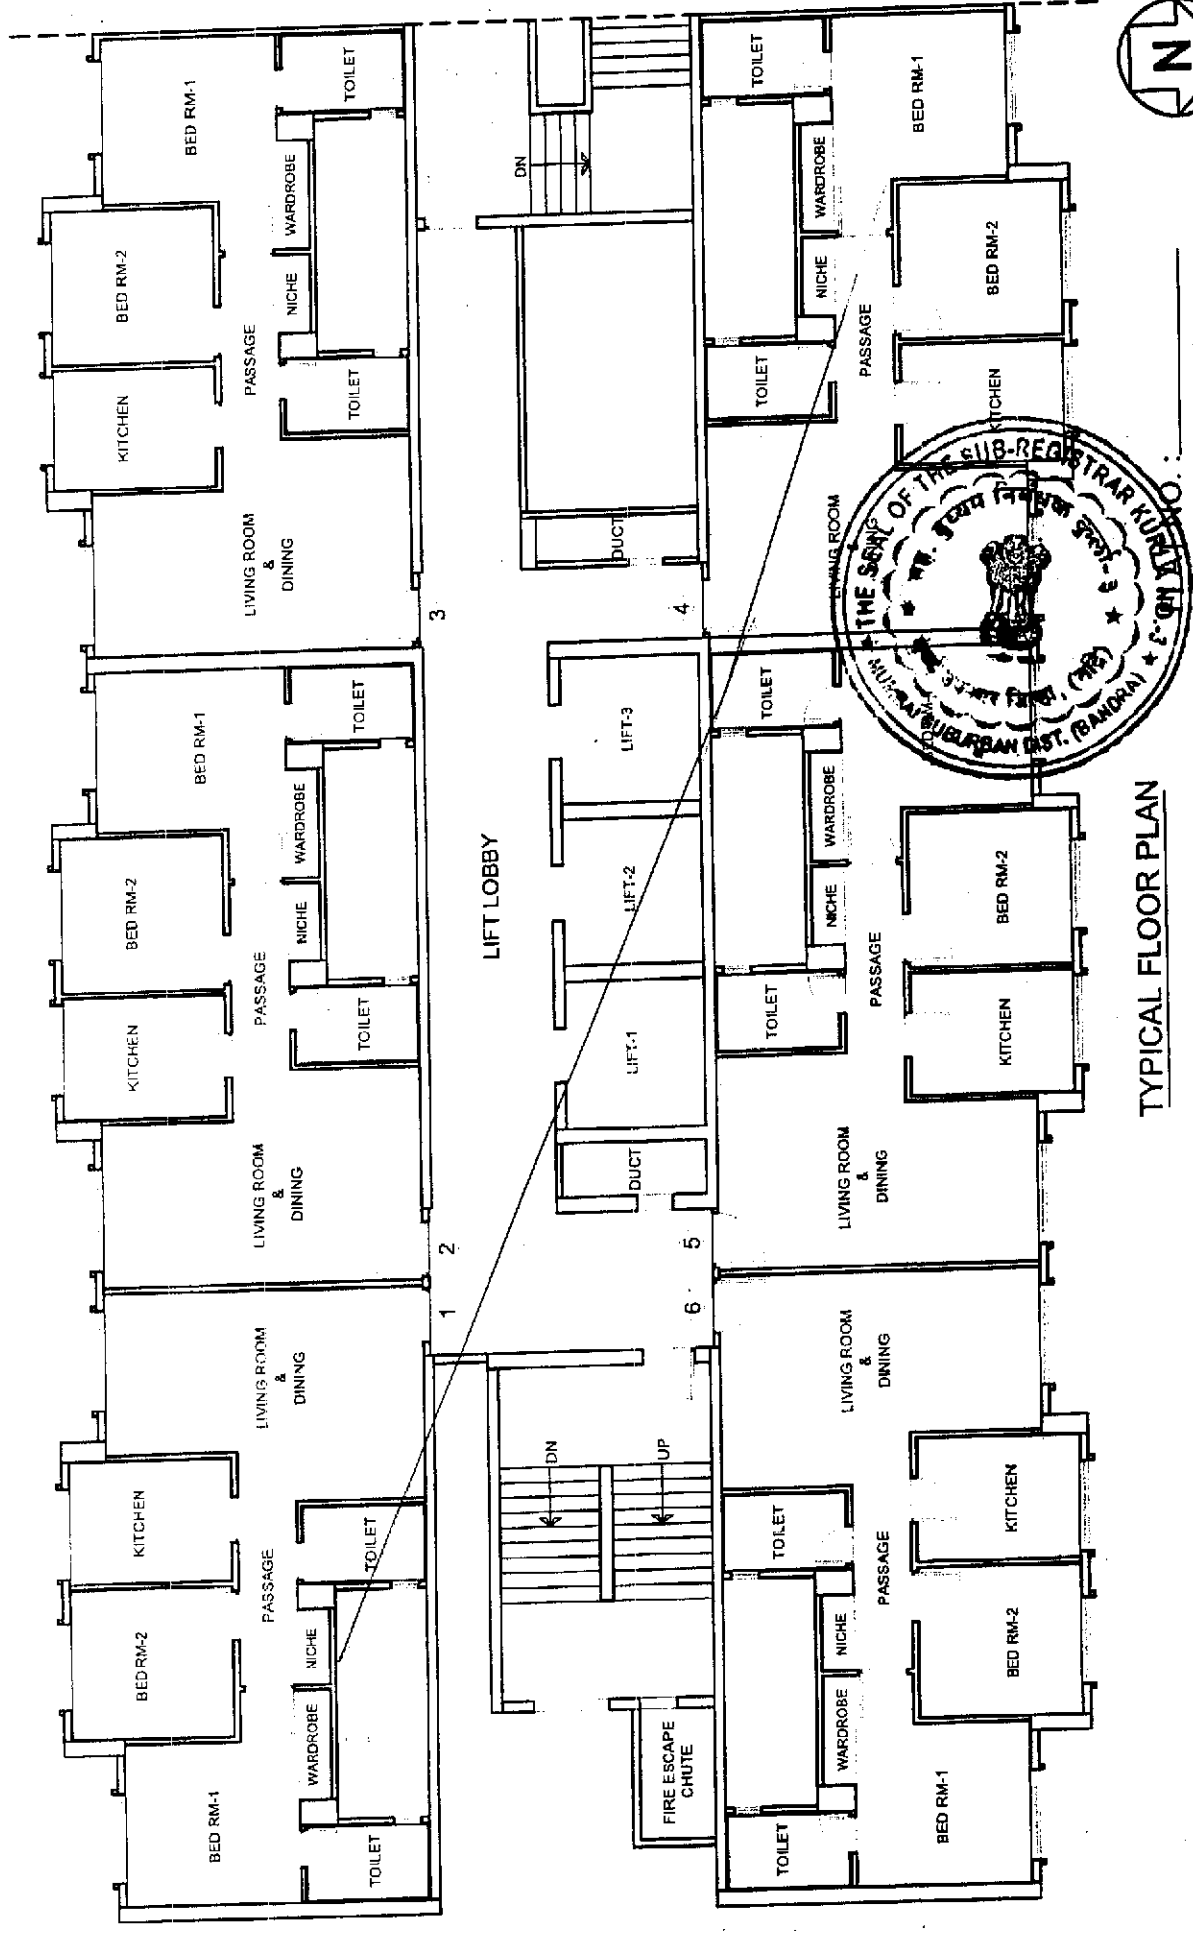 BED RM-1
TOILET
WARDROBE
BED RM-2
NICHE
PASSAGE
KITCHEN
TOILET
LIVING ROOM
&
DINING
3
BED RM-1
TOILET
WARDROBE
BED RM-2
NICHE
PASSAGE
KITCHEN
TOILET
LIVING ROOM
&
DINING
2
1
LIVING ROOM
&
DINING
KITCHEN
TOILET
PASSAGE
BED RM-2
NICHE
WARDROBE
BED RM-1
TOILET
DN
DUCT
LIFT LOBBY
LIFT-3
LIFT-2
LIFT-1
DUCT
DN
UP
FIRE ESCAPE
CHUTE
TOILET
BED RM-1
WARDROBE
NICHE
BED RM-2
PASSAGE
TOILET
KITCHEN
LIVING ROOM
4
TOILET
WARDROBE
NICHE
BED RM-2
PASSAGE
TOILET
KITCHEN
LIVING ROOM
&
DINING
5
6
LIVING ROOM
&
DINING
TOILET
KITCHEN
PASSAGE
NICHE
BED RM-2
WARDROBE
TOILET
BED RM-1
TYPICAL FLOOR PLAN
N
THE SEAL OF THE SUB-REGISTRAR
MUMBAI SUBURBAN DIST. (BANDRA)